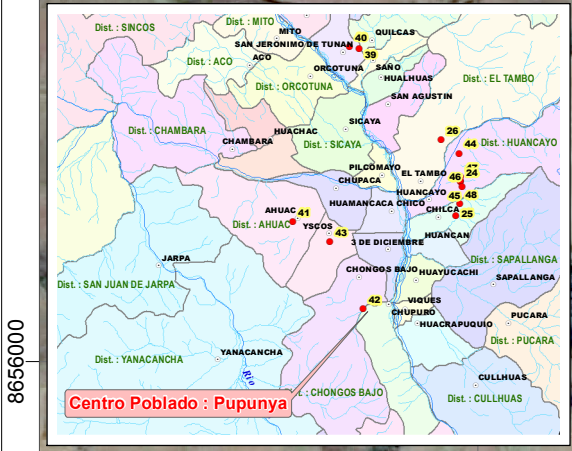 Dist. : SINCOS
Dist. : MITO
MITO
40
QUILCAS
SAN JERONIMO DE TUNAN
39
ACO
Dist. : ACO
ORCOTUNA
SAÑO
HUALHUAS
Dist. : EL TAMBO
Dist. : ORCOTUNA
SAN AGUSTIN
SICAYA
Dist. : CHAMBARA
HUACHAC
CHAMBARA
Dist. : SICAYA
26
Dist. : HUANCAYO
44
PILCOMAYO
EL TAMBO
46
24
CHUPACA
HUANCAYO
45
48
HUAMANCACA CHICO
CHILCA
25
AHUAC
41
Dist. : AHUAC
YSCOS
43
HUANCAN
3 DE DICIEMBRE
JARPA
Dist. : SAPALLANGA
CHONGOS BAJO
HUAYUCACHI
SAPALLANGA
Dist. : SAN JUAN DE JARPA
42
VIQUES
CHUPURO
HUACRAPUQUIO
PUCARA
Dist. : PUCARA
8656000
Dist. : YANACANCHA
YANACANCHA
Rio
CULLHUAS
Dist. : CULLHUAS
: CHONGOS BAJO
Centro Poblado : Pupunya